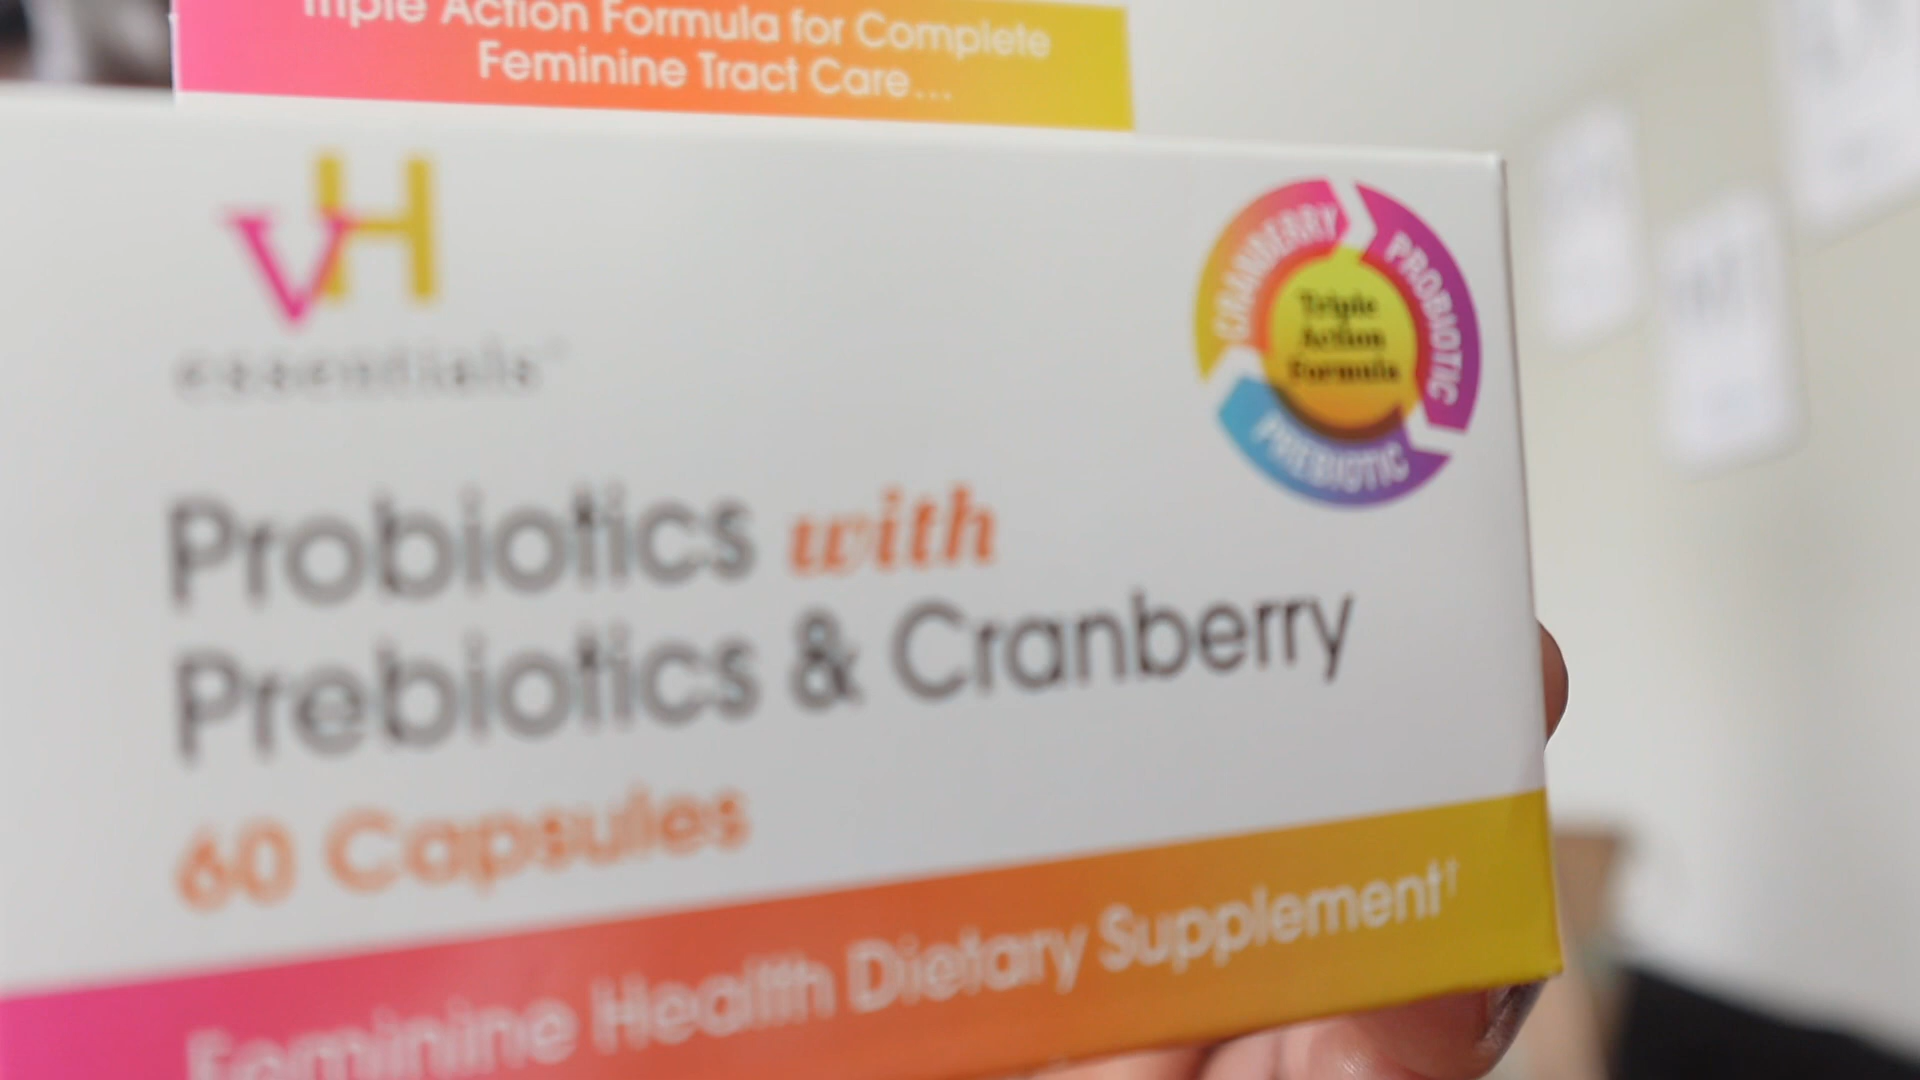 Triple Action Formula for Complete
Feminine Tract Care...
vH
essentials
CRANBERRY
PROBIOTIC
PREBIOTIC
Triple
Action
Formula
Probiotics with
Prebiotics & Cranberry
60 Capsules
Feminine Health Dietary Supplement†